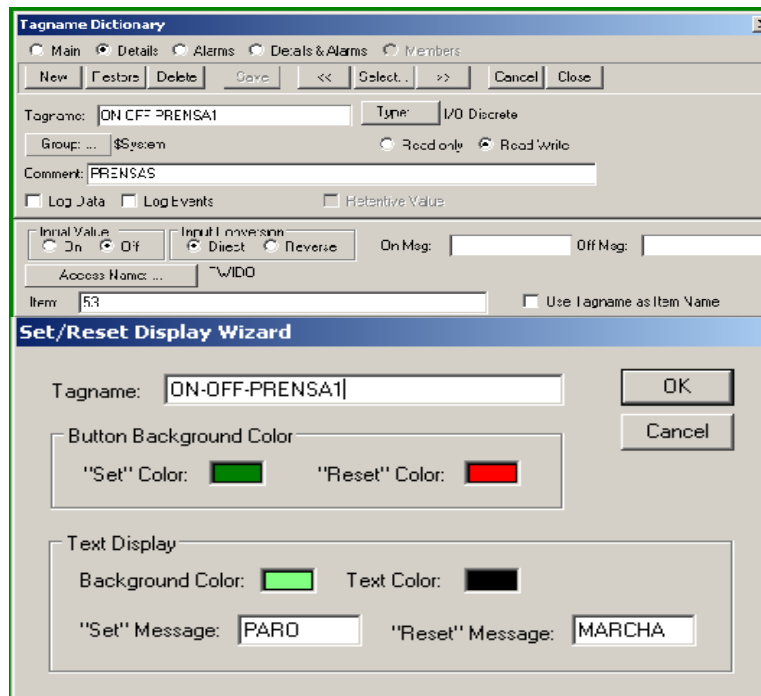 Tagname Dictionary
Main Details Alarms Details & Alarms Members
New Restore Delete Save << Select... >> Cancel Close
Tagname: ON-OFF-PRENSA1 Type: I/O Discrete
Group: ... $System Read only Read Write
Comment: PRENSAS
Log Data Log Events Retentive Value
Initial Value Input Conversion
On Off Direct Reverse On Msg: Off Msg:
Access Name: ... TWIDO
Item: 53 Use Tagname as Item Name
Set/Reset Display Wizard
Tagname: ON-OFF-PRENSA1 OK
Button Background Color Cancel
"Set" Color: "Reset" Color:
Text Display
Background Color: Text Color:
"Set" Message: PARO "Reset" Message: MARCHA